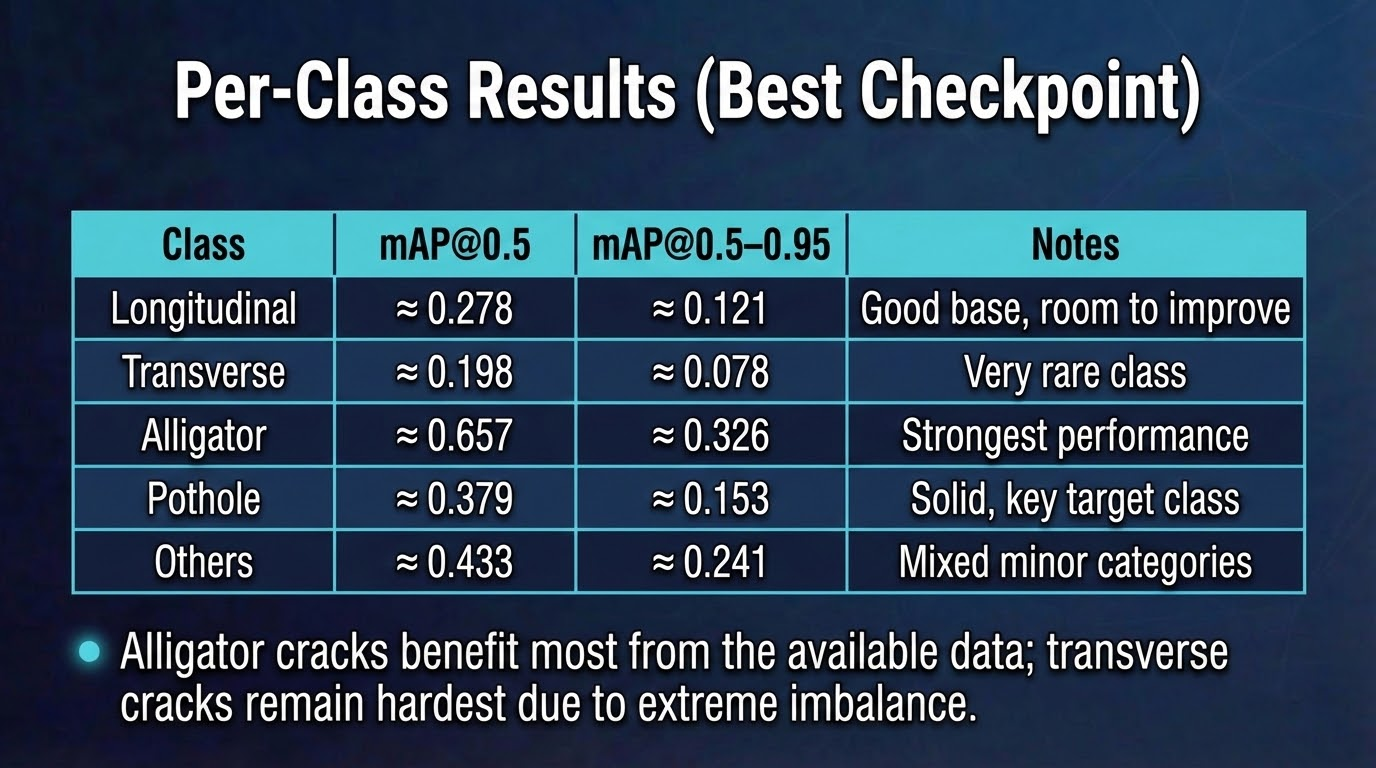 Per-Class Results (Best Checkpoint)
Class mAP@0.5 mAP@0.5–0.95 Notes
Longitudinal ≈ 0.278 ≈ 0.121 Good base, room to improve
Transverse ≈ 0.198 ≈ 0.078 Very rare class
Alligator ≈ 0.657 ≈ 0.326 Strongest performance
Pothole ≈ 0.379 ≈ 0.153 Solid, key target class
Others ≈ 0.433 ≈ 0.241 Mixed minor categories
• Alligator cracks benefit most from the available data; transverse
cracks remain hardest due to extreme imbalance.